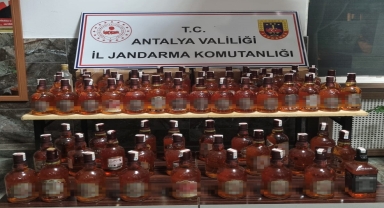 T.C.
ANTALYA VALİLİĞİ
İL JANDARMA KOMUTANLIĞI